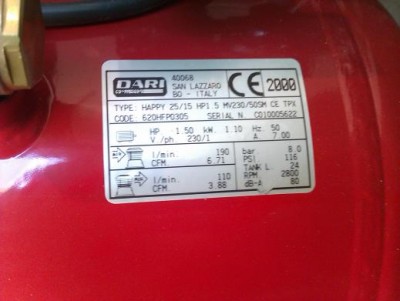 DARI
40068
SAN LAZZARO
BO - ITALY
CE 2000
TYPE: HAPPY 25/15 HP1.5 MV230/50SM CE TPX
CODE: 620HFP0305 SERIAL N. C010005622
HP 1.50 kW. 1.10 Hz. 50
V./ph 230/1 A 7.00
l/min. 190 bar 8.0
CFM 6.71 PSI 116
TANK L. 24
l/min. 110 RPM 2800
CFM 3.88 dB-A 80